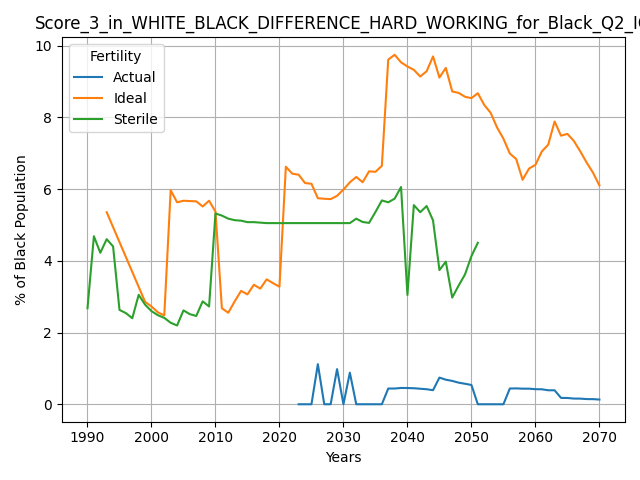 Score_3_in_WHITE_BLACK_DIFFERENCE_HARD_WORKING_for_Black_Q2_IQ
Fertility
Actual
Ideal
Sterile
% of Black Population
10
8
6
4
2
0
1990 2000 2010 2020 2030 2040 2050 2060 2070
Years